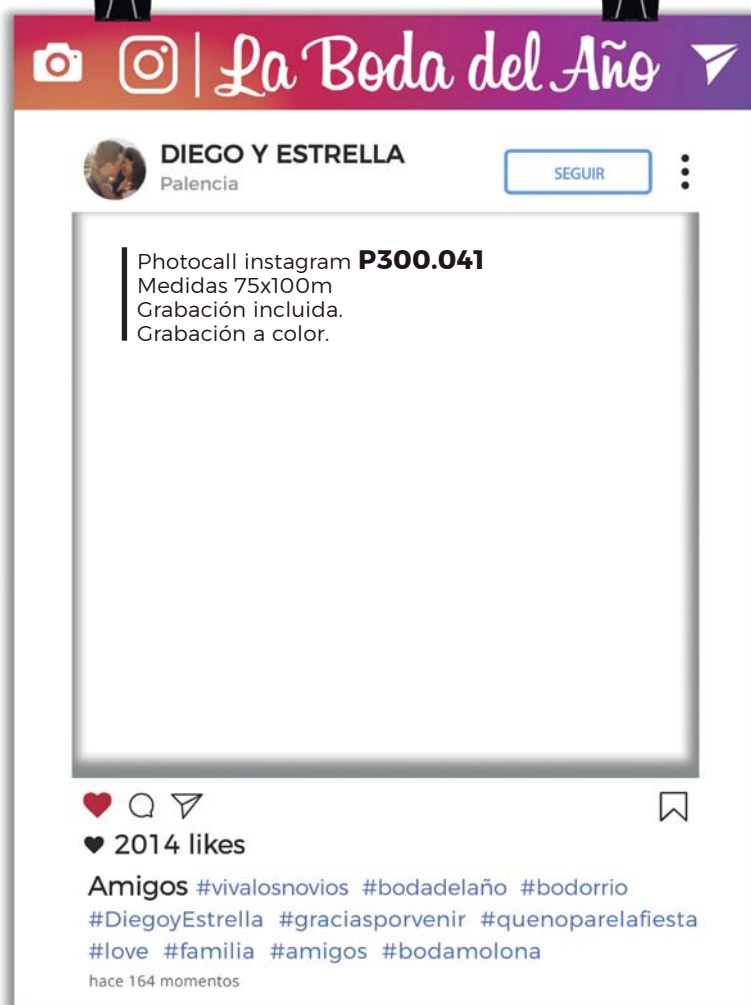 La Boda del Año
DIEGO Y ESTRELLA
Palencia
SEGUIR
Photocall instagram P300.041
Medidas 75x100m
Grabación incluida.
Grabación a color.
2014 likes
Amigos #vivalosnovios #bodadelaño #bodorrio
#DiegoyEstrella #graciasporvenir #quenoparelafiesta
#love #familia #amigos #bodamolona
hace 164 momentos